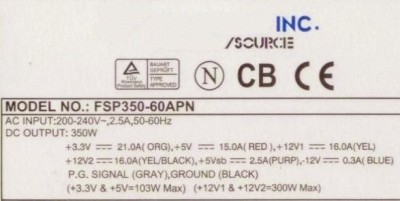 INC.
/SOURCE
BAUART
GEPRÜFT
TÜV
TYPE
APPROVED
N
CB CE
MODEL NO.: FSP350-60APN
AC INPUT:200-240V~,2.5A,50-60Hz
DC OUTPUT: 350W
+3.3V ⎓ 21.0A( ORG),+5V ⎓ 15.0A( RED ), +12V1 ⎓ 16.0A(YEL)
+12V2 ⎓ 16.0A(YEL/BLACK),+5Vsb ⎓ 2.5A(PURP),-12V ⎓ 0.3A( BLUE)
P.G. SIGNAL (GRAY),GROUND (BLACK)
(+3.3V & +5V=103W Max) (+12V1 & +12V2=300W Max)